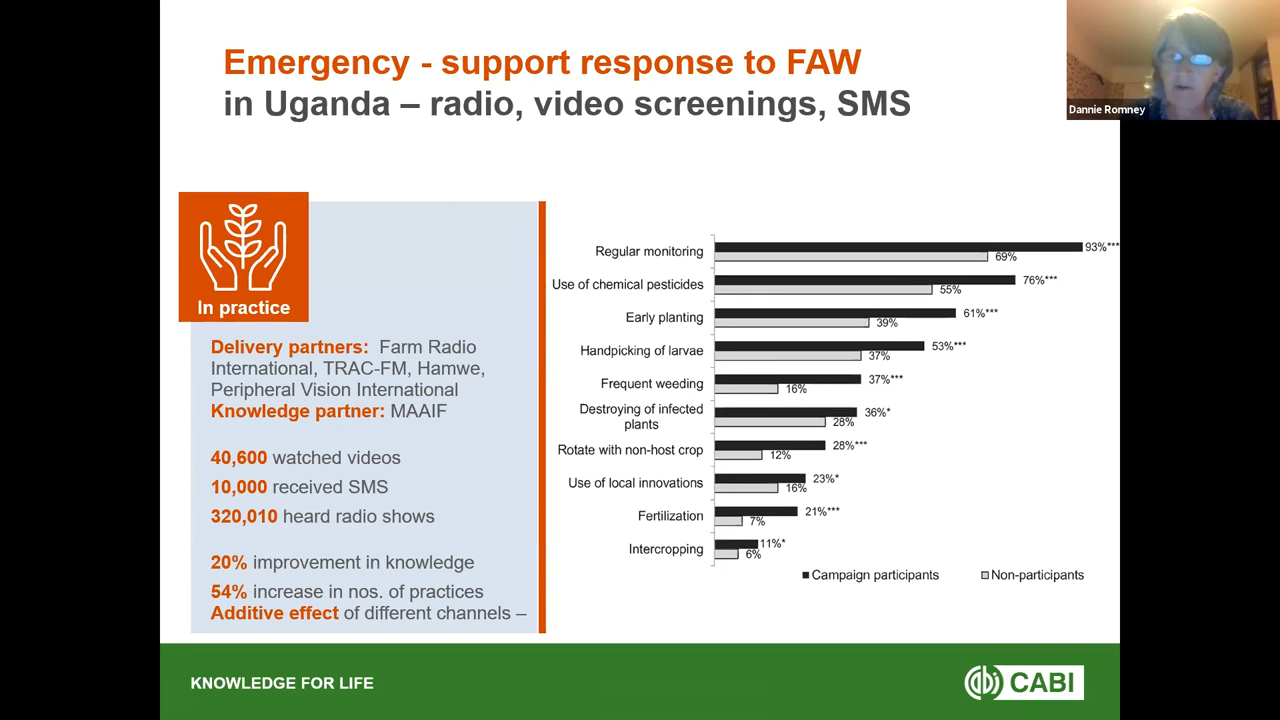 Emergency - support response to FAW
in Uganda – radio, video screenings, SMS
Dannie Romney
In practice
Delivery partners: Farm Radio
International, TRAC-FM, Hamwe,
Peripheral Vision International
Knowledge partner: MAAIF
40,600 watched videos
10,000 received SMS
320,010 heard radio shows
20% improvement in knowledge
54% increase in nos. of practices
Additive effect of different channels –
Regular monitoring
93%***
69%
Use of chemical pesticides
76%***
55%
Early planting
61%***
39%
Handpicking of larvae
53%***
37%
Frequent weeding
37%***
16%
Destroying of infected
plants
36%*
28%
Rotate with non-host crop
28%***
12%
Use of local innovations
23%*
16%
Fertilization
21%***
7%
Intercropping
11%*
6%
Campaign participants
Non-participants
KNOWLEDGE FOR LIFE
CABI